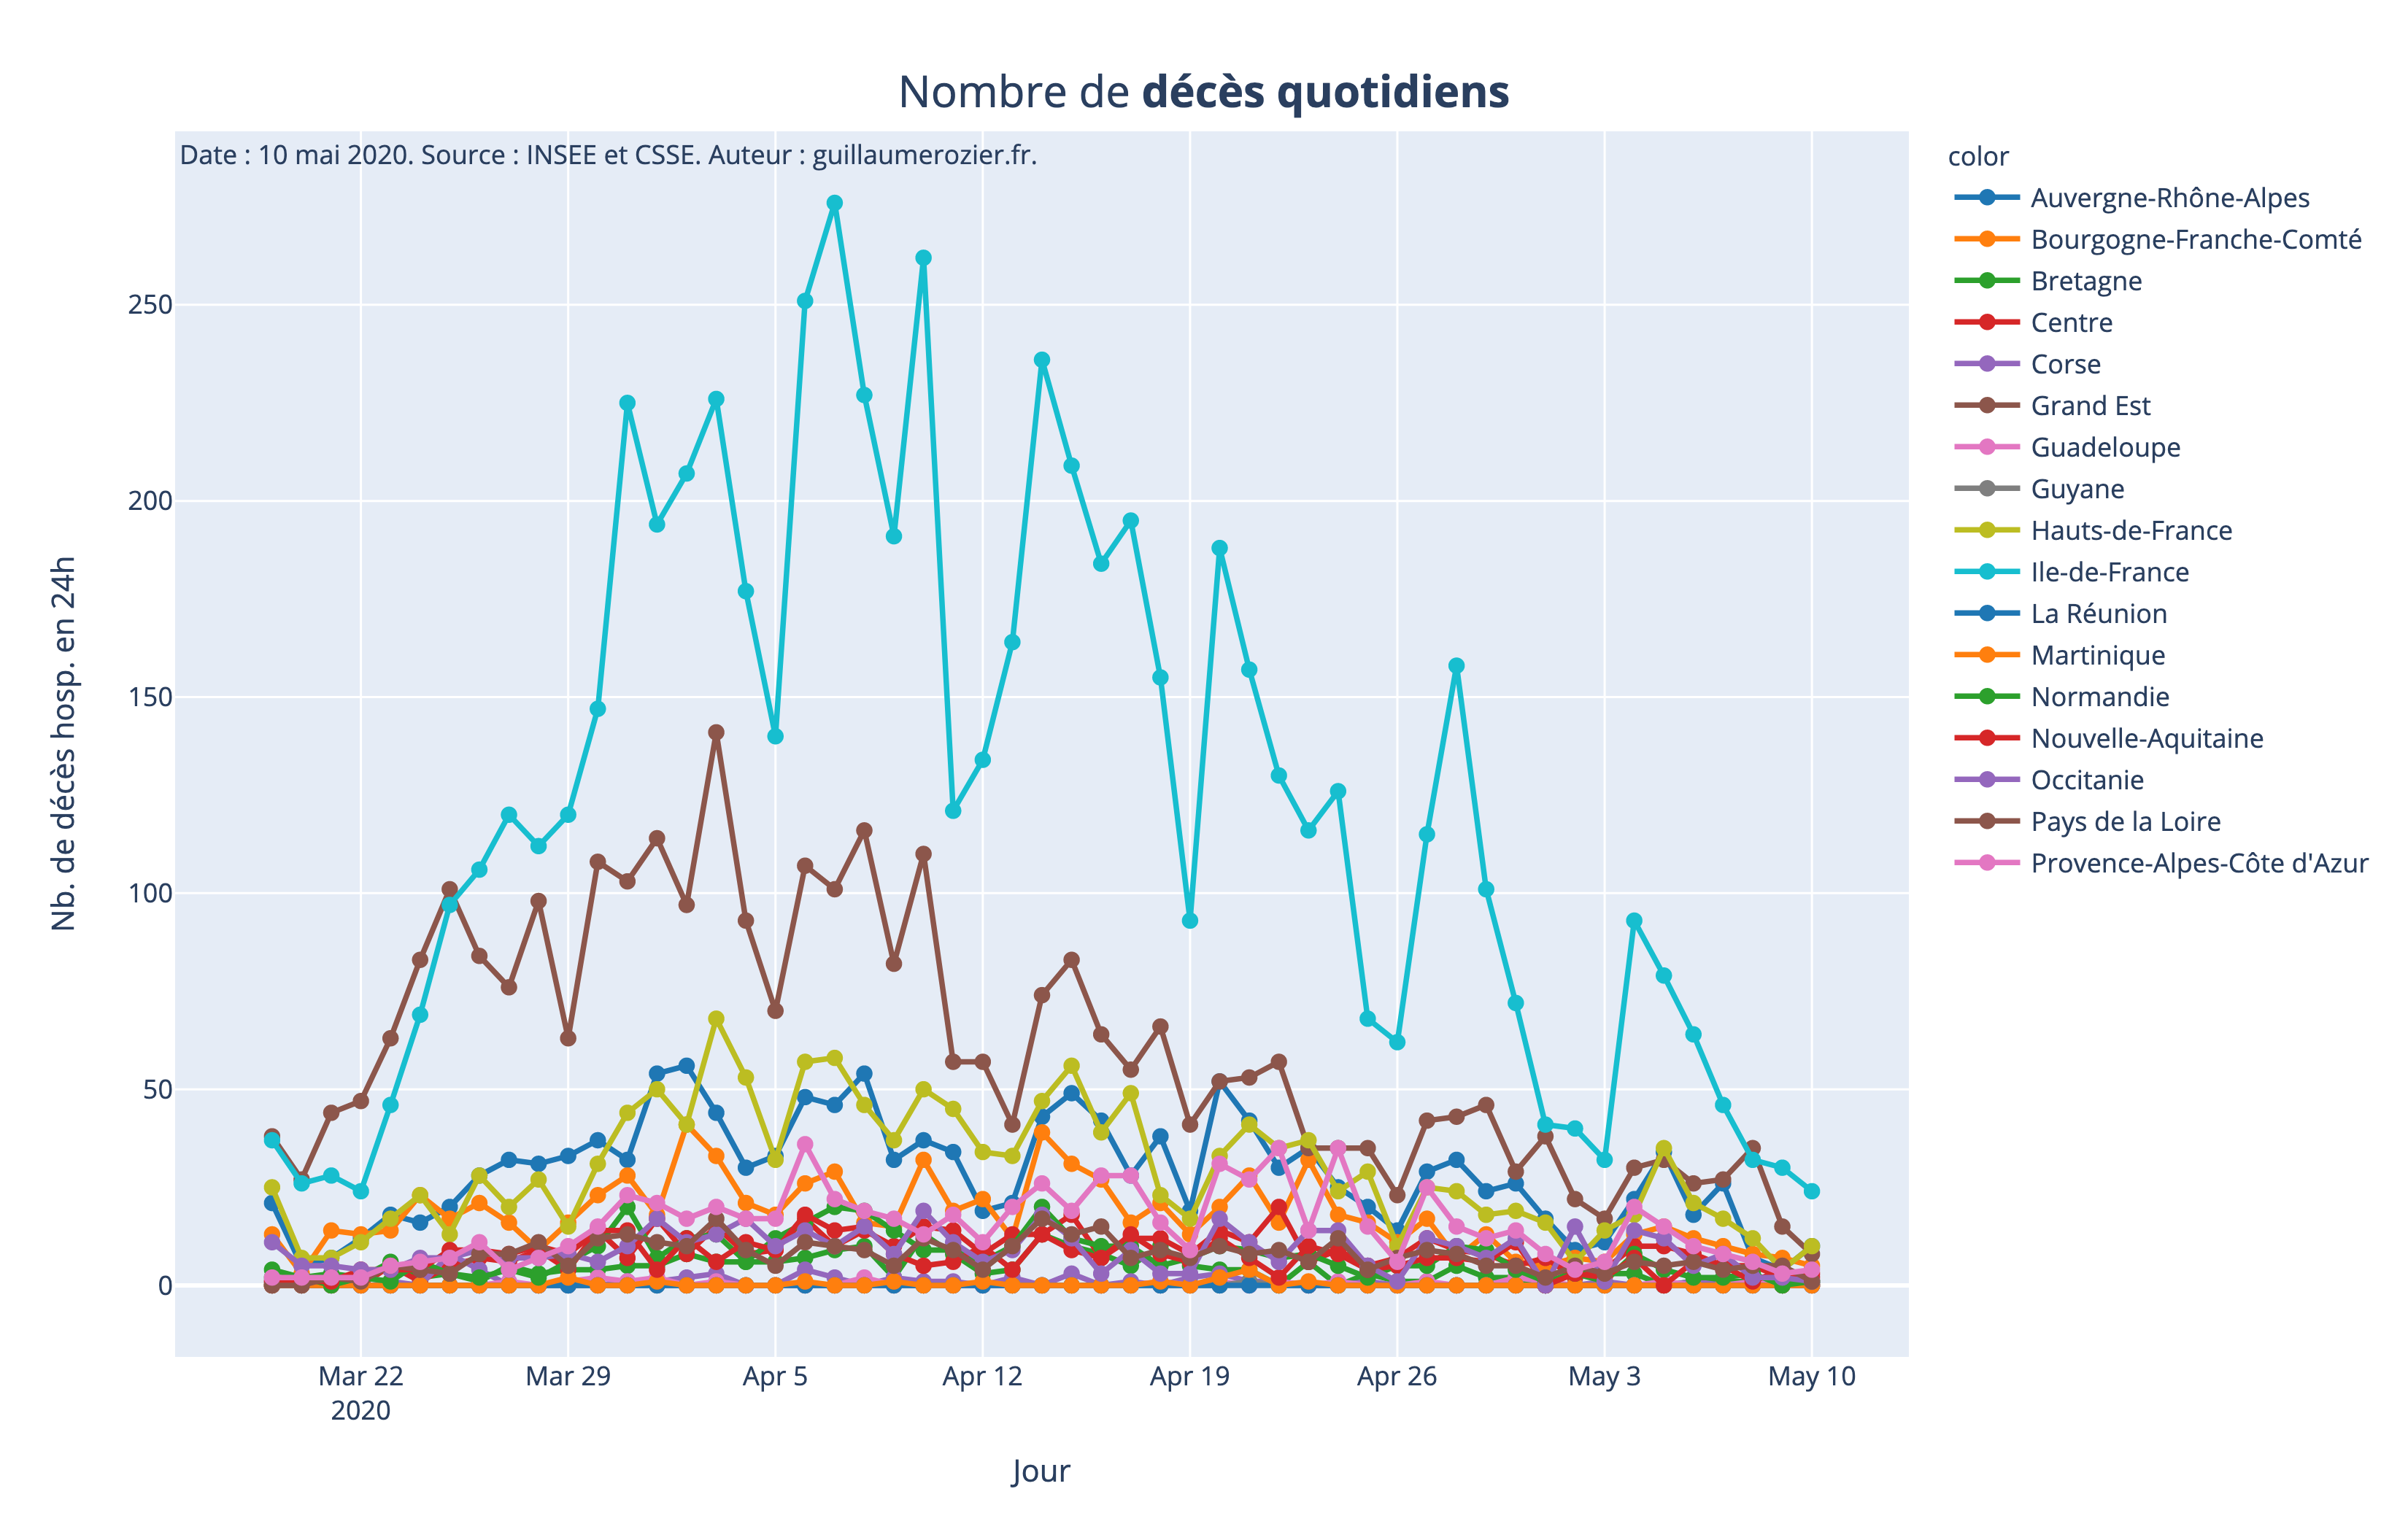 Nombre de décès quotidiens
Date : 10 mai 2020. Source : INSEE et CSSE. Auteur : guillaumerozier.fr.
Nb. de décès hosp. en 24h
250
200
150
100
50
0
Mar 22
2020
Mar 29
Apr 5
Apr 12
Apr 19
Apr 26
May 3
May 10
Jour
color
Auvergne-Rhône-Alpes
Bourgogne-Franche-Comté
Bretagne
Centre
Corse
Grand Est
Guadeloupe
Guyane
Hauts-de-France
Ile-de-France
La Réunion
Martinique
Normandie
Nouvelle-Aquitaine
Occitanie
Pays de la Loire
Provence-Alpes-Côte d'Azur